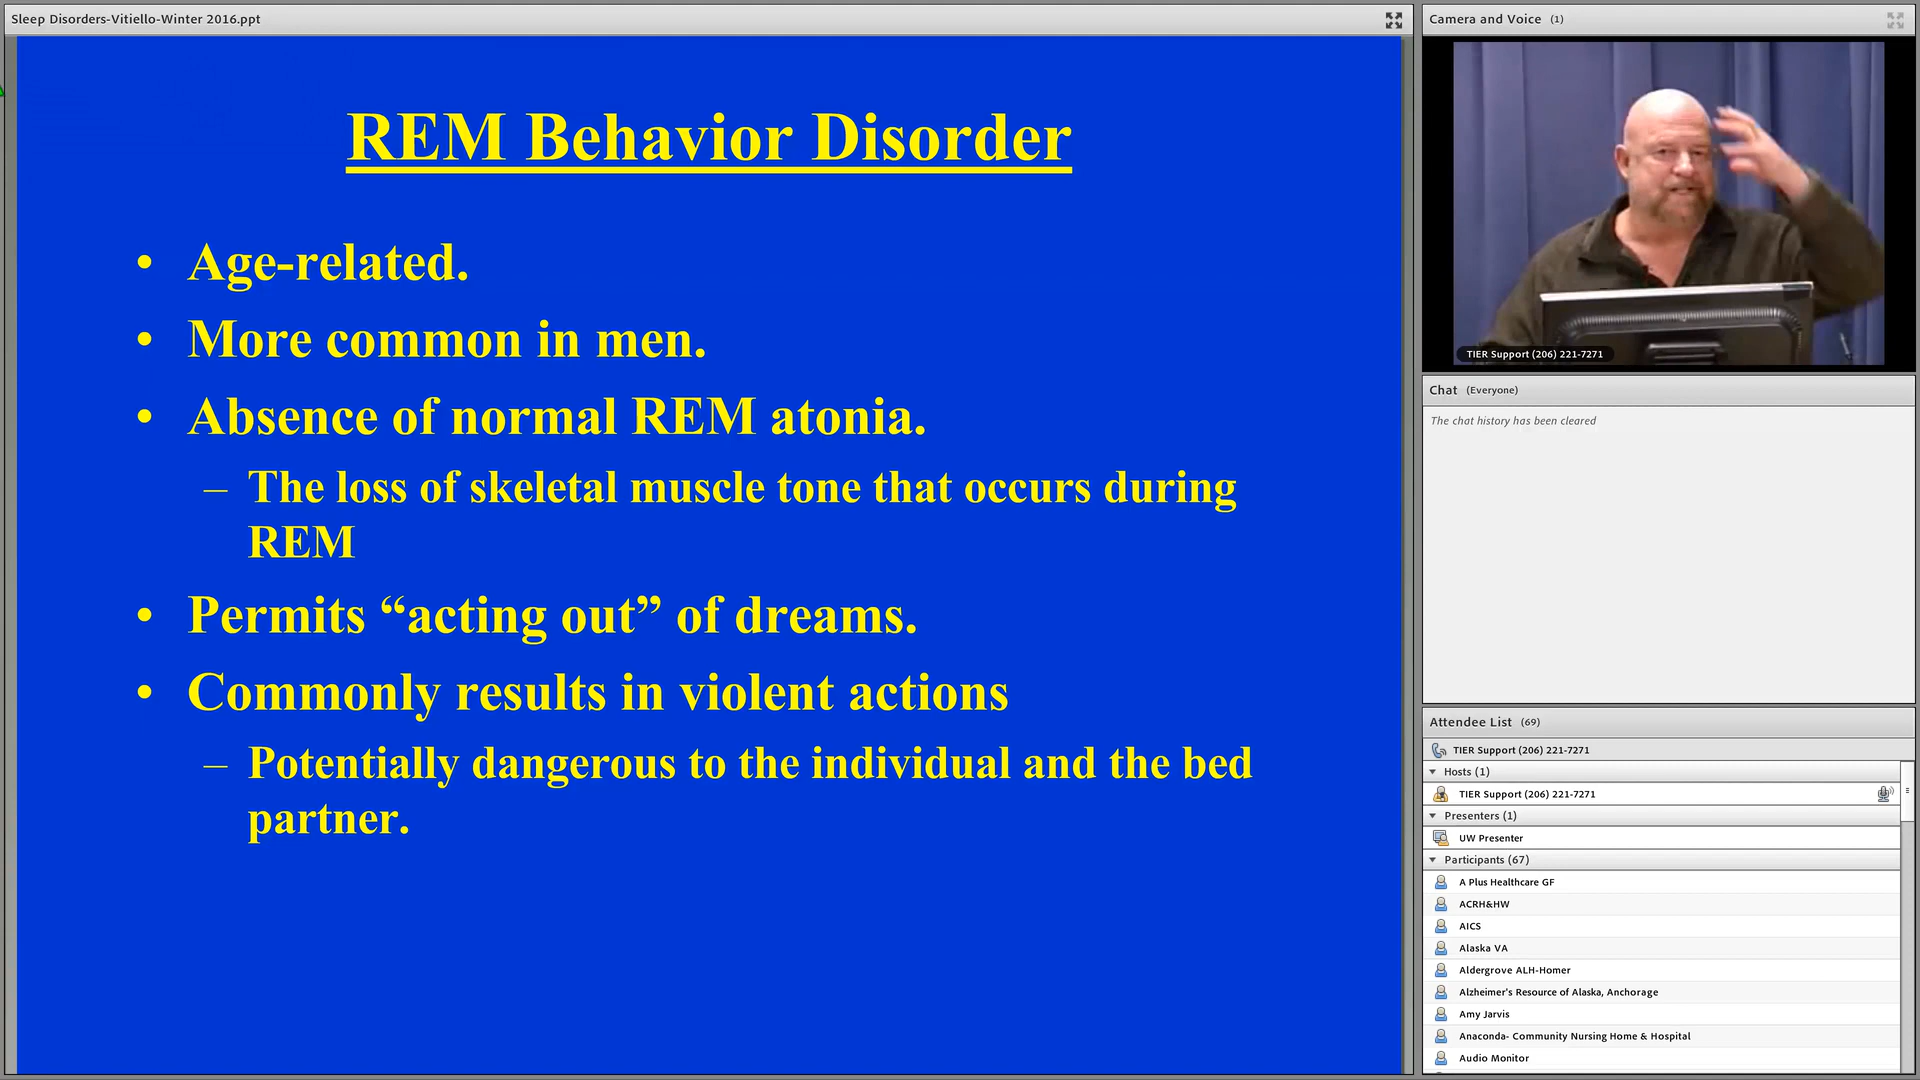 Sleep Disorders-Vitiello-Winter 2016.ppt
REM Behavior Disorder
• Age-related.
• More common in men.
• Absence of normal REM atonia.
– The loss of skeletal muscle tone that occurs during
REM
• Permits “acting out” of dreams.
• Commonly results in violent actions
– Potentially dangerous to the individual and the bed
partner.
Camera and Voice (1)
TIER Support (206) 221-7271
Chat (Everyone)
The chat history has been cleared
Attendee List (69)
TIER Support (206) 221-7271
Hosts (1)
TIER Support (206) 221-7271
Presenters (1)
UW Presenter
Participants (67)
A Plus Healthcare GF
ACRH&HW
AICS
Alaska VA
Aldergrove ALH-Homer
Alzheimer's Resource of Alaska, Anchorage
Amy Jarvis
Anaconda- Community Nursing Home & Hospital
Audio Monitor